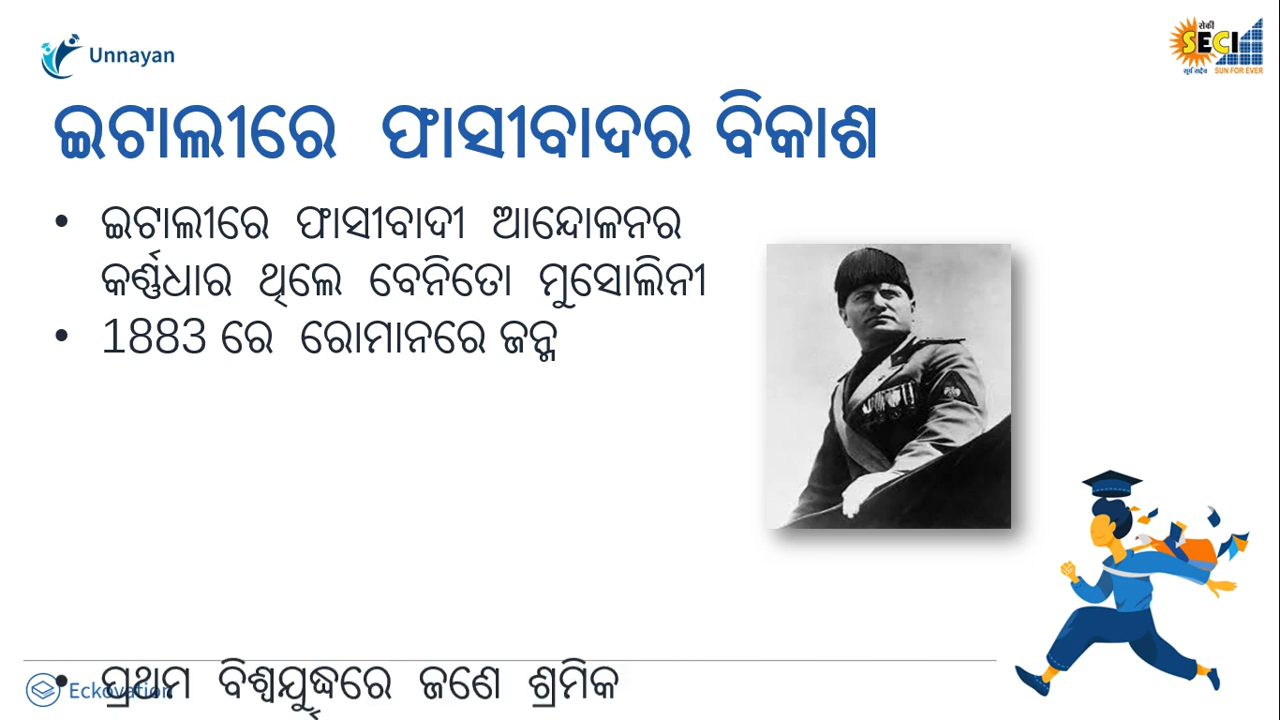 Unnayan
सेकी
SECI
सूर्य सदैव SUN FOR EVER
ଇଟାଲୀରେ ଫାସୀବାଦର ବିକାଶ
• ଇଟାଲୀରେ ଫାସୀବାଦୀ ଆନ୍ଦୋଳନର
କର୍ଣ୍ଣଧାର ଥିଲେ ବେନିତୋ ମୁସୋଲିନୀ
• 1883 ରେ ରୋମାନରେ ଜନ୍ମ
• ପ୍ରଥମ ବିଶ୍ୱଯୁଦ୍ଧରେ ଜଣେ ଶ୍ରମିକ
Eckovation